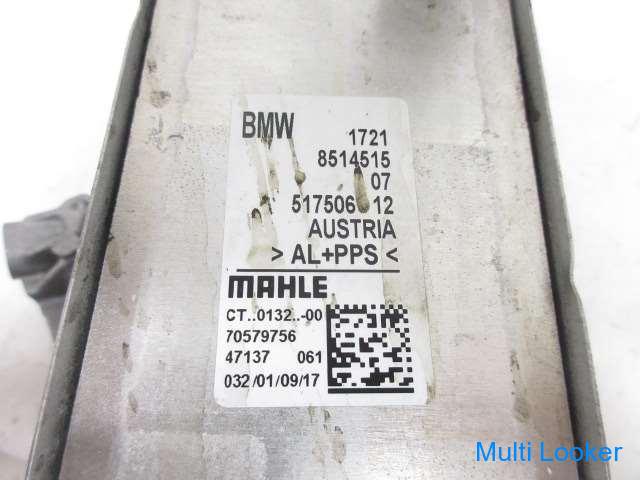 BMW 1721
8514515
07
517506 12
AUSTRIA
> AL+PPS <
MAHLE
CT..0132..-00
70579756
47137 061
032/01/09/17
Multi Looker